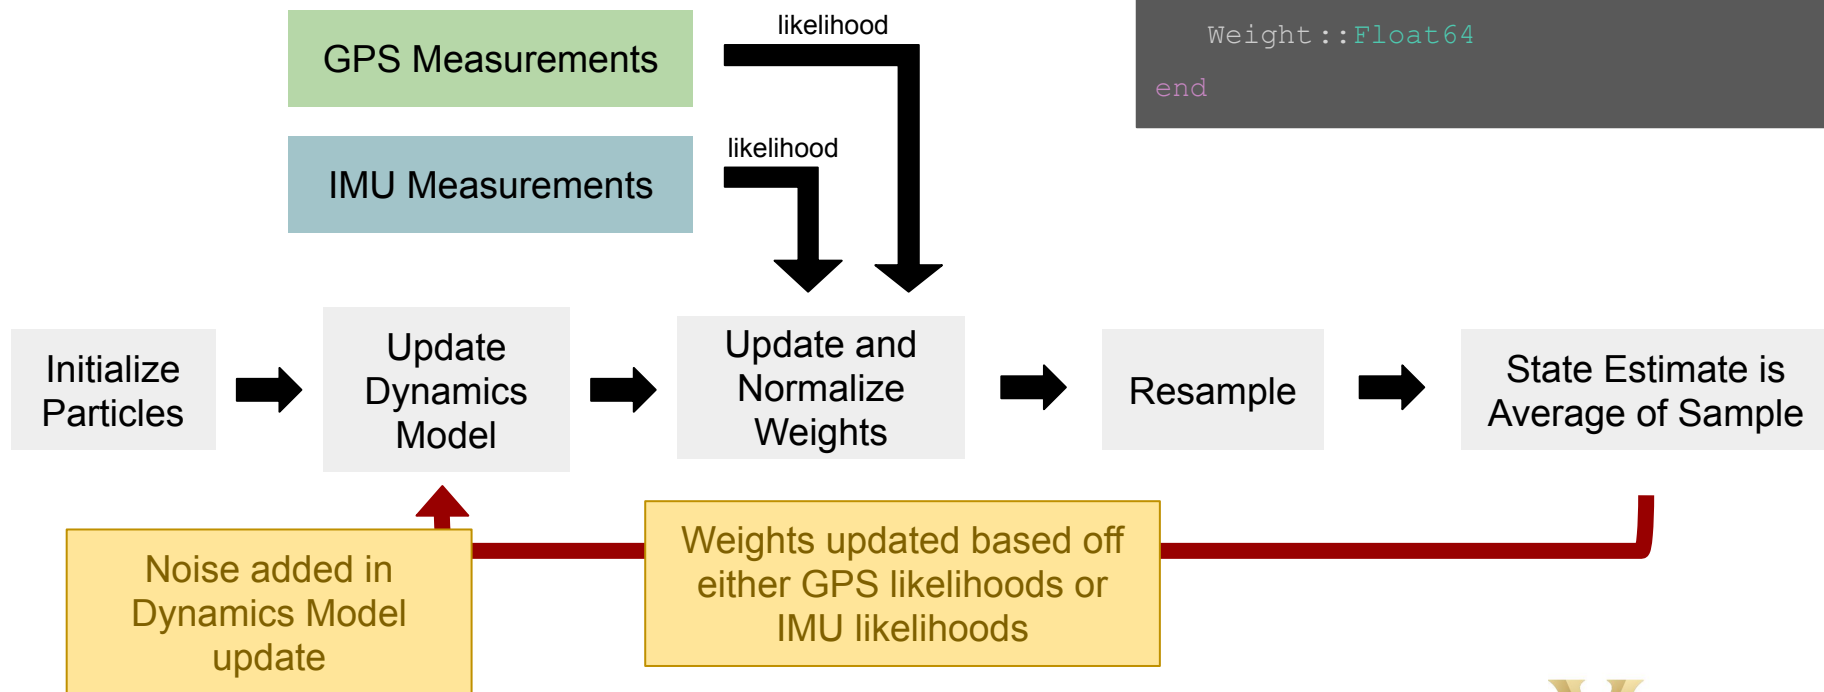 likelihood
GPS Measurements
Weight::Float64
end
likelihood
IMU Measurements
Initialize
Particles
Update
Dynamics
Model
Update and
Normalize
Weights
Resample
State Estimate is
Average of Sample
Noise added in
Dynamics Model
update
Weights updated based off
either GPS likelihoods or
IMU likelihoods